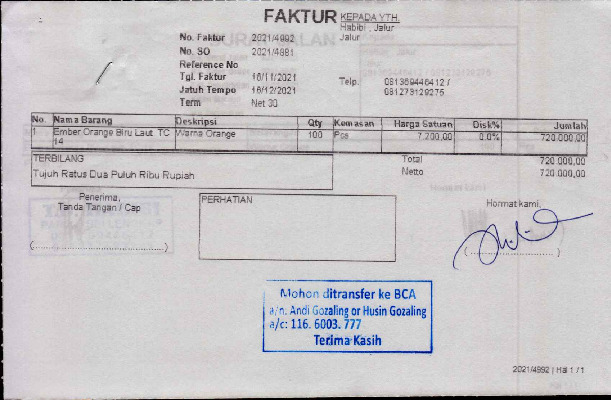 FAKTUR
KEPADA YTH.
Habibi, Jalur
Jalur
No. Faktur 2021/4992
No. SO 2021/4881
Reference No
Tgl. Faktur 16/11/2021
Jatuh Tempo 16/12/2021
Term Net 30
Telp. 081369446412 /
081273129275
No. Nama Barang Deskripsi Qty Kemasan Harga Satuan Disk% Jumlah
1 Ember Orange Biru Laut TC Warna Orange 100 Pcs 7.200,00 0.0% 720.000,00
14
TERBILANG
Tujuh Ratus Dua Puluh Ribu Rupiah
Total 720.000,00
Netto 720.000,00
Penerima,
Tanda Tangan / Cap
(..............................)
PERHATIAN
Hormat kami,
(..............................)
Mohon ditransfer ke BCA
a/n. Andi Gozaling or Husin Gozaling
a/c: 116. 6003. 777
Terima Kasih
2021/4992 | Hal 1 / 1